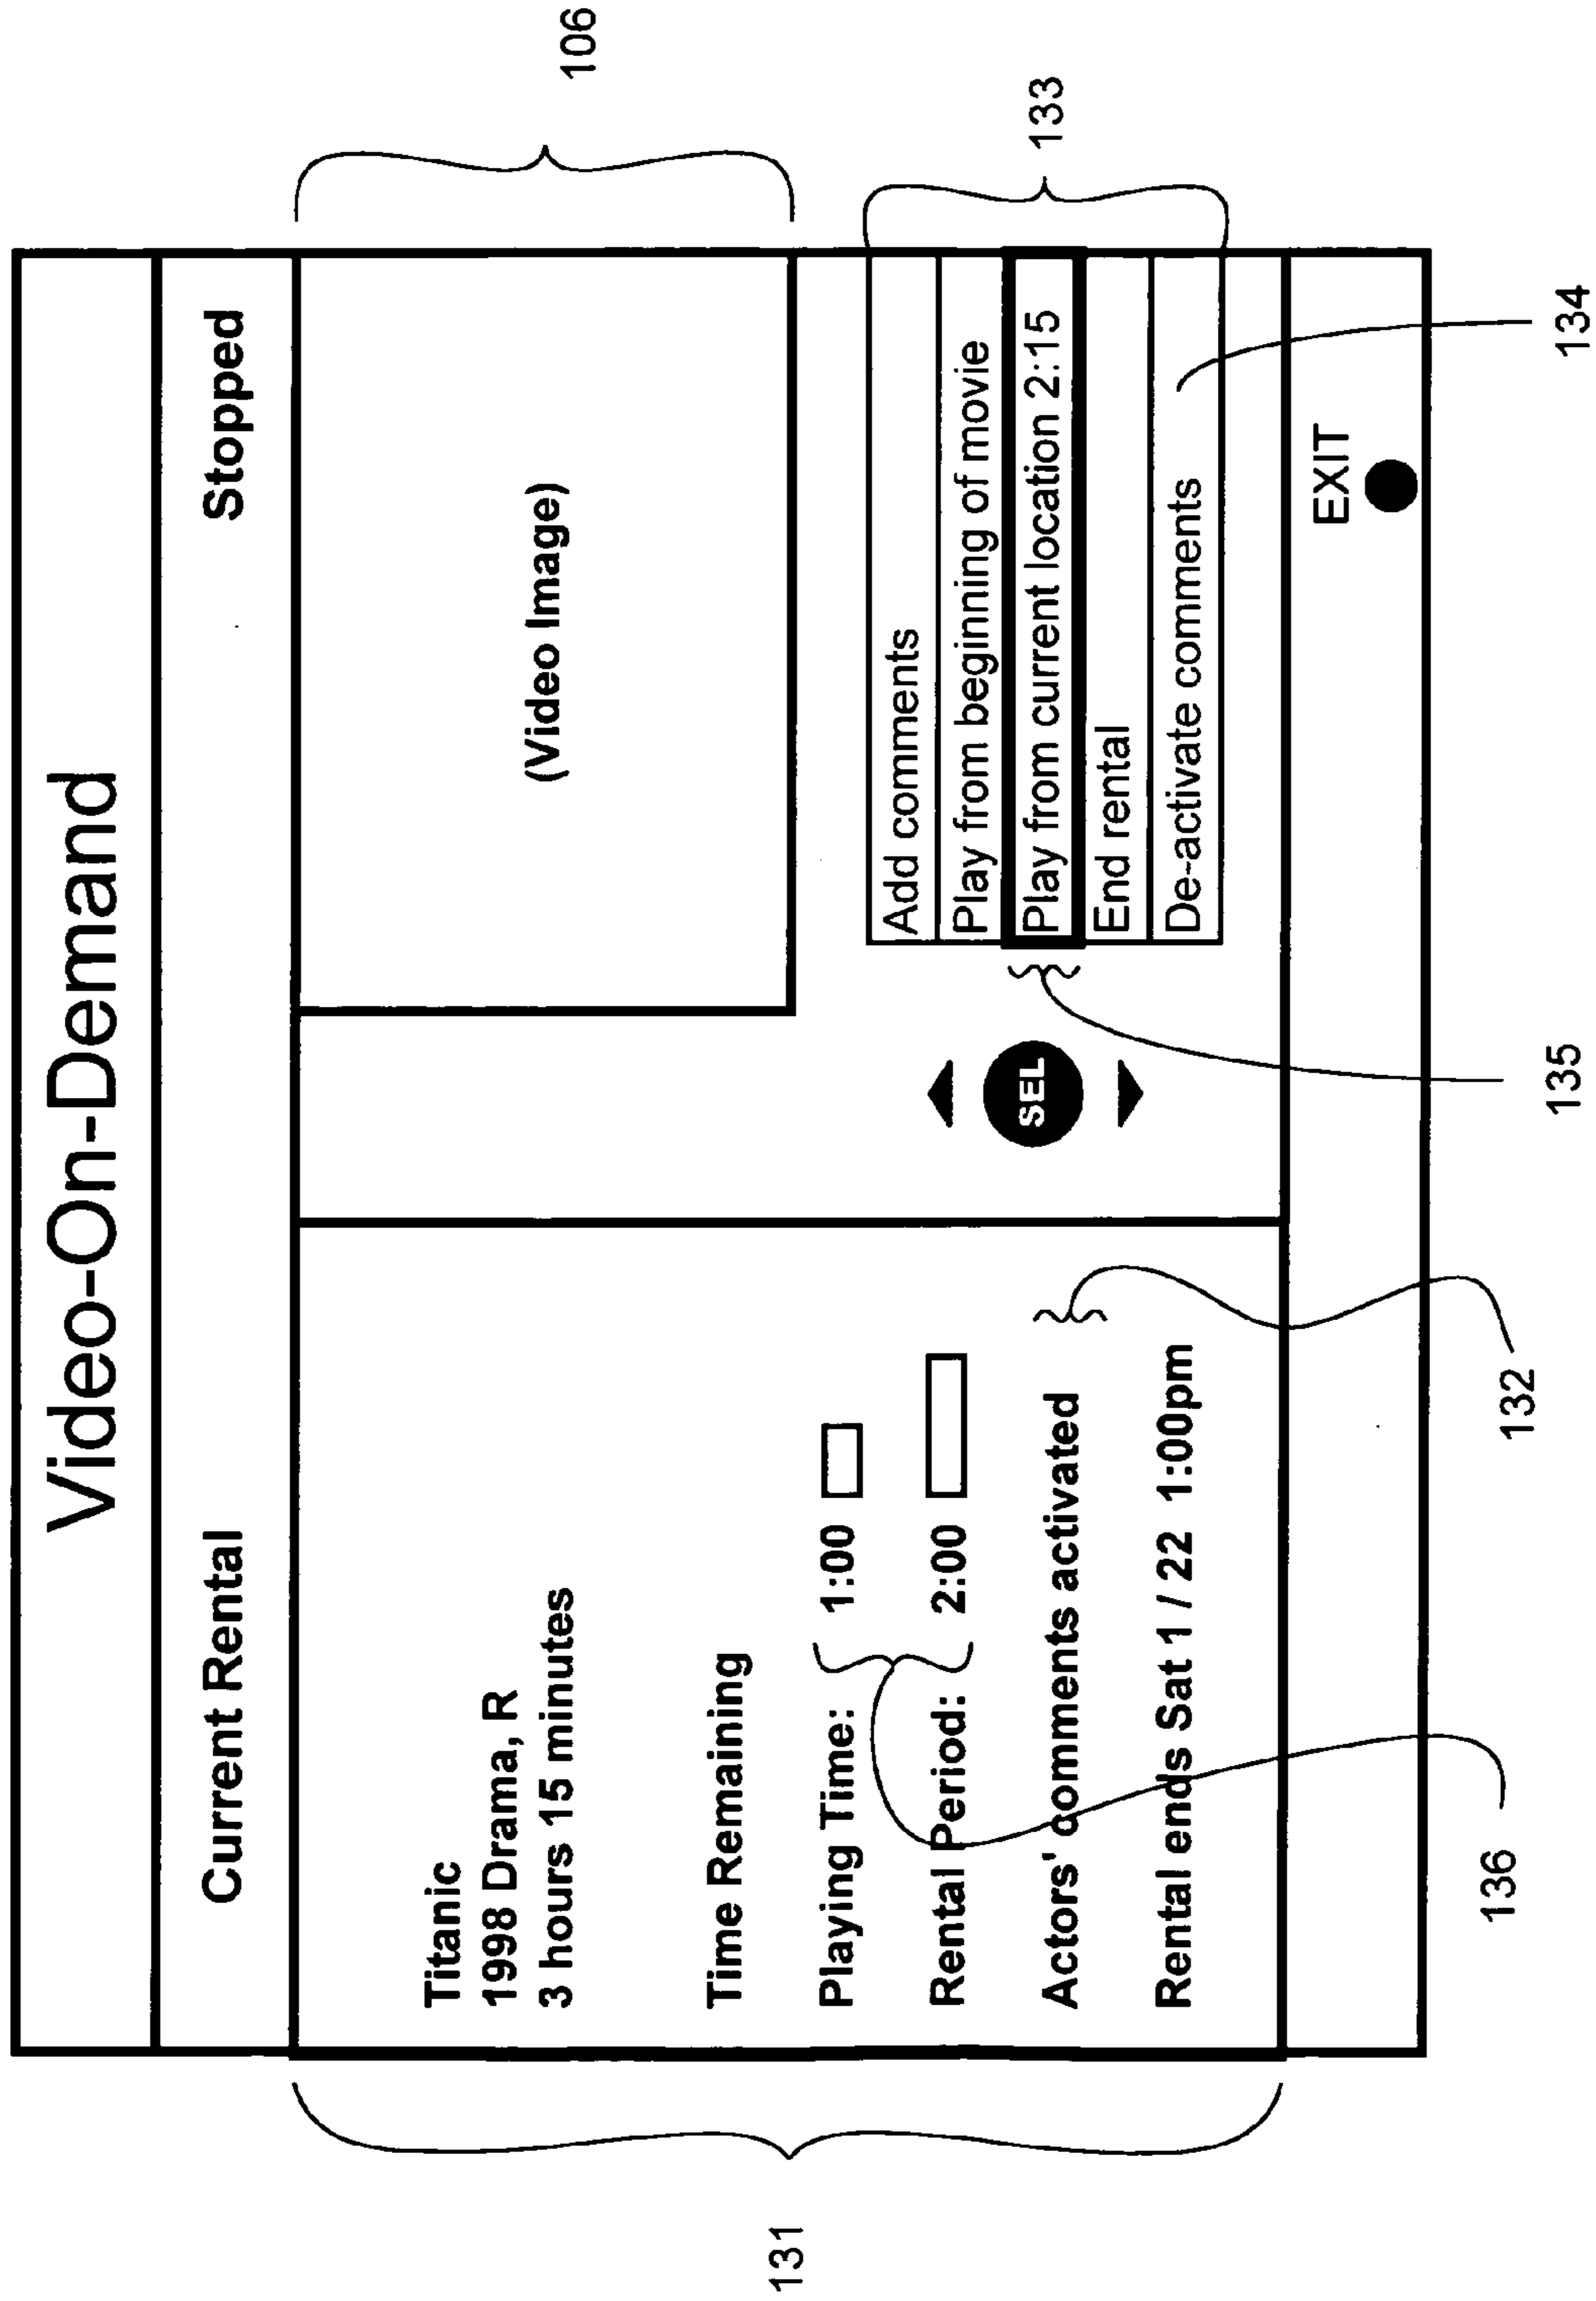 Video-On-Demand
Current Rental
Stopped
Titanic
1998 Drama, R
3 hours 15 minutes
Time Remaining
Playing Time: 1:00
Rental Period: 2:00
Actors' comments activated
Rental ends Sat 1 / 22 1:00pm
(Video Image)
SEL
Add comments
Play from beginning of movie
Play from current location 2:15
End rental
De-activate comments
EXIT
106
133
134
135
132
136
131